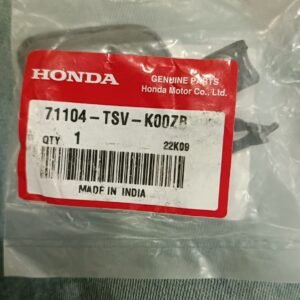 HONDA
GENUINE PARTS
Honda Motor Co., Ltd.
71104-TSV-K00ZB
QTY 1
22K09
MADE IN INDIA